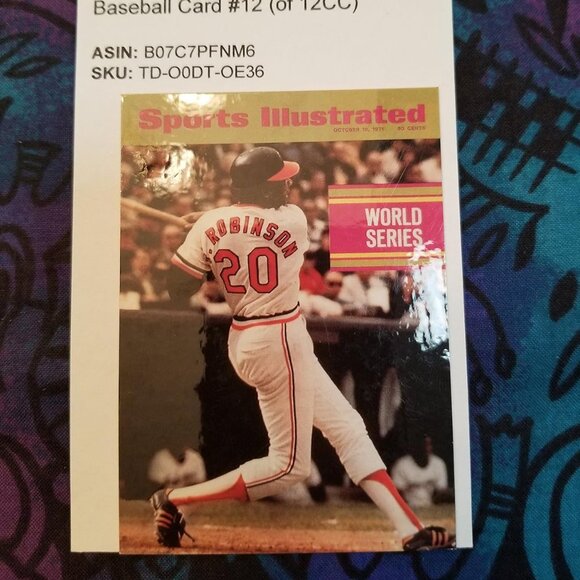 Baseball Card #12 (of 12CC)
ASIN: B07C7PFNM6
SKU: TD-O0DT-OE36
Sports Illustrated
60 CENTS
WORLD
SERIES
ROBINSON
20